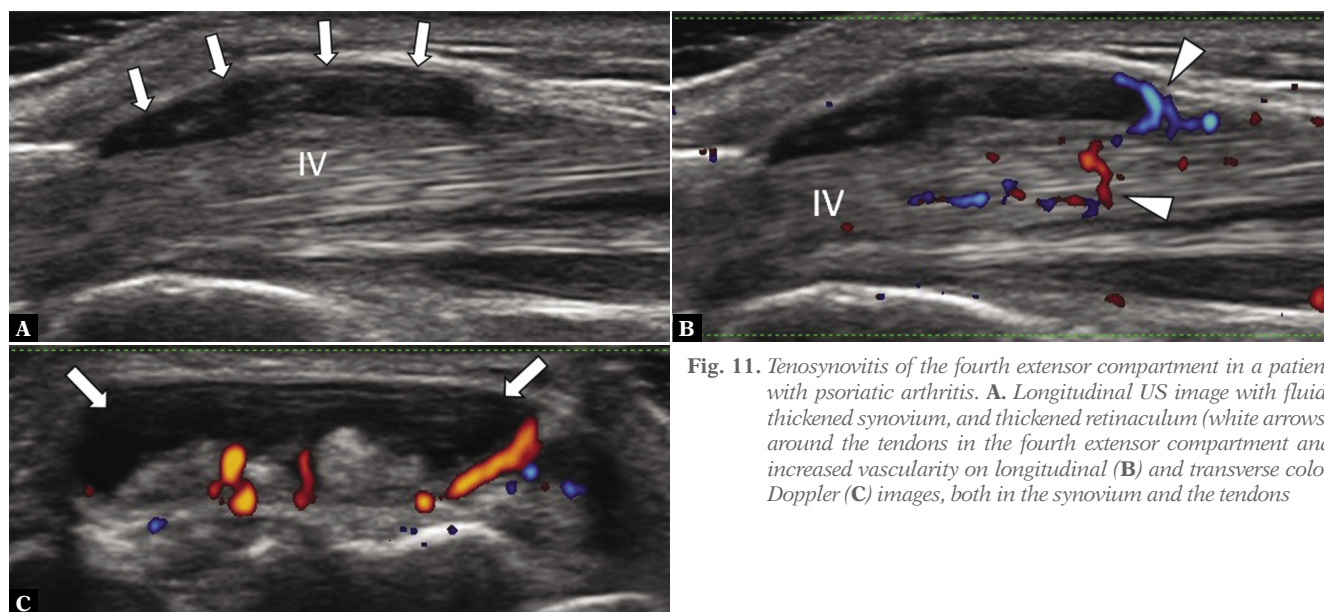 IV
A
IV
B
C
Fig. 11. Tenosynovitis of the fourth extensor compartment in a patien
with psoriatic arthritis. A. Longitudinal US image with fluid
thickened synovium, and thickened retinaculum (white arrows
around the tendons in the fourth extensor compartment and
increased vascularity on longitudinal (B) and transverse colo
Doppler (C) images, both in the synovium and the tendons